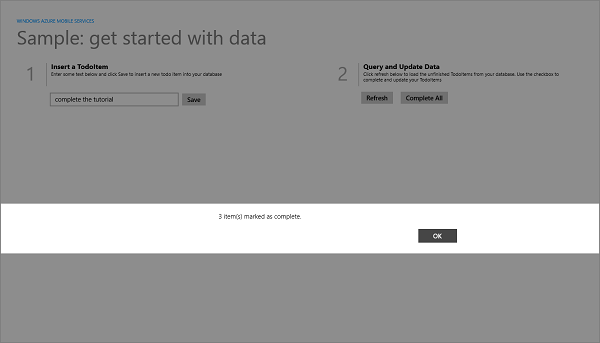 WINDOWS AZURE MOBILE SERVICES
Sample: get started with data
1
Insert a TodoItem
Enter some text below and click Save to insert a new todo item into your database
complete the tutorial
Save
2
Query and Update Data
Click refresh below to load the unfinished TodoItems from your database. Use the checkbox to
complete and update your TodoItems
Refresh
Complete All
3 item(s) marked as complete.
OK